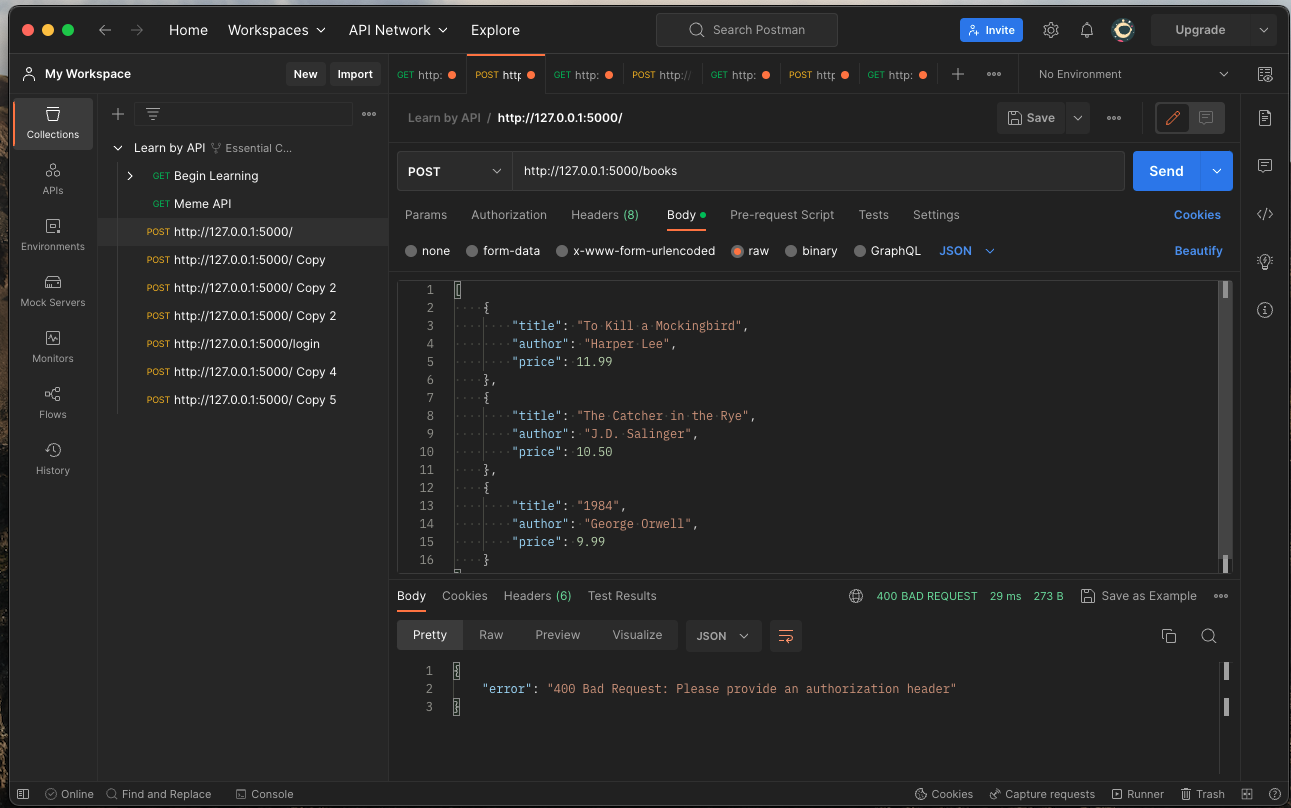 Home Workspaces API Network Explore Search Postman Invite Upgrade
My Workspace New Import GET http: POST http GET http: POST http:// GET http: POST http GET http: No Environment
Learn by API / http://127.0.0.1:5000/ Save
Collections
APIs
Environments
Mock Servers
Monitors
Flows
History
Learn by API Essential C...
GET Begin Learning
GET Meme API
POST http://127.0.0.1:5000/
POST http://127.0.0.1:5000/ Copy
POST http://127.0.0.1:5000/ Copy 2
POST http://127.0.0.1:5000/ Copy 2
POST http://127.0.0.1:5000/login
POST http://127.0.0.1:5000/ Copy 4
POST http://127.0.0.1:5000/ Copy 5
POST http://127.0.0.1:5000/books Send
Params Authorization Headers (8) Body Pre-request Script Tests Settings Cookies
none form-data x-www-form-urlencoded raw binary GraphQL JSON Beautify
1 [
2 {
3 "title": "To Kill a Mockingbird",
4 "author": "Harper Lee",
5 "price": 11.99
6 },
7 {
8 "title": "The Catcher in the Rye",
9 "author": "J.D. Salinger",
10 "price": 10.50
11 },
12 {
13 "title": "1984",
14 "author": "George Orwell",
15 "price": 9.99
16 }
Body Cookies Headers (6) Test Results 400 BAD REQUEST 29 ms 273 B Save as Example
Pretty Raw Preview Visualize JSON
1 {
2 "error": "400 Bad Request: Please provide an authorization header"
3 }
Online Find and Replace Console Cookies Capture requests Runner Trash